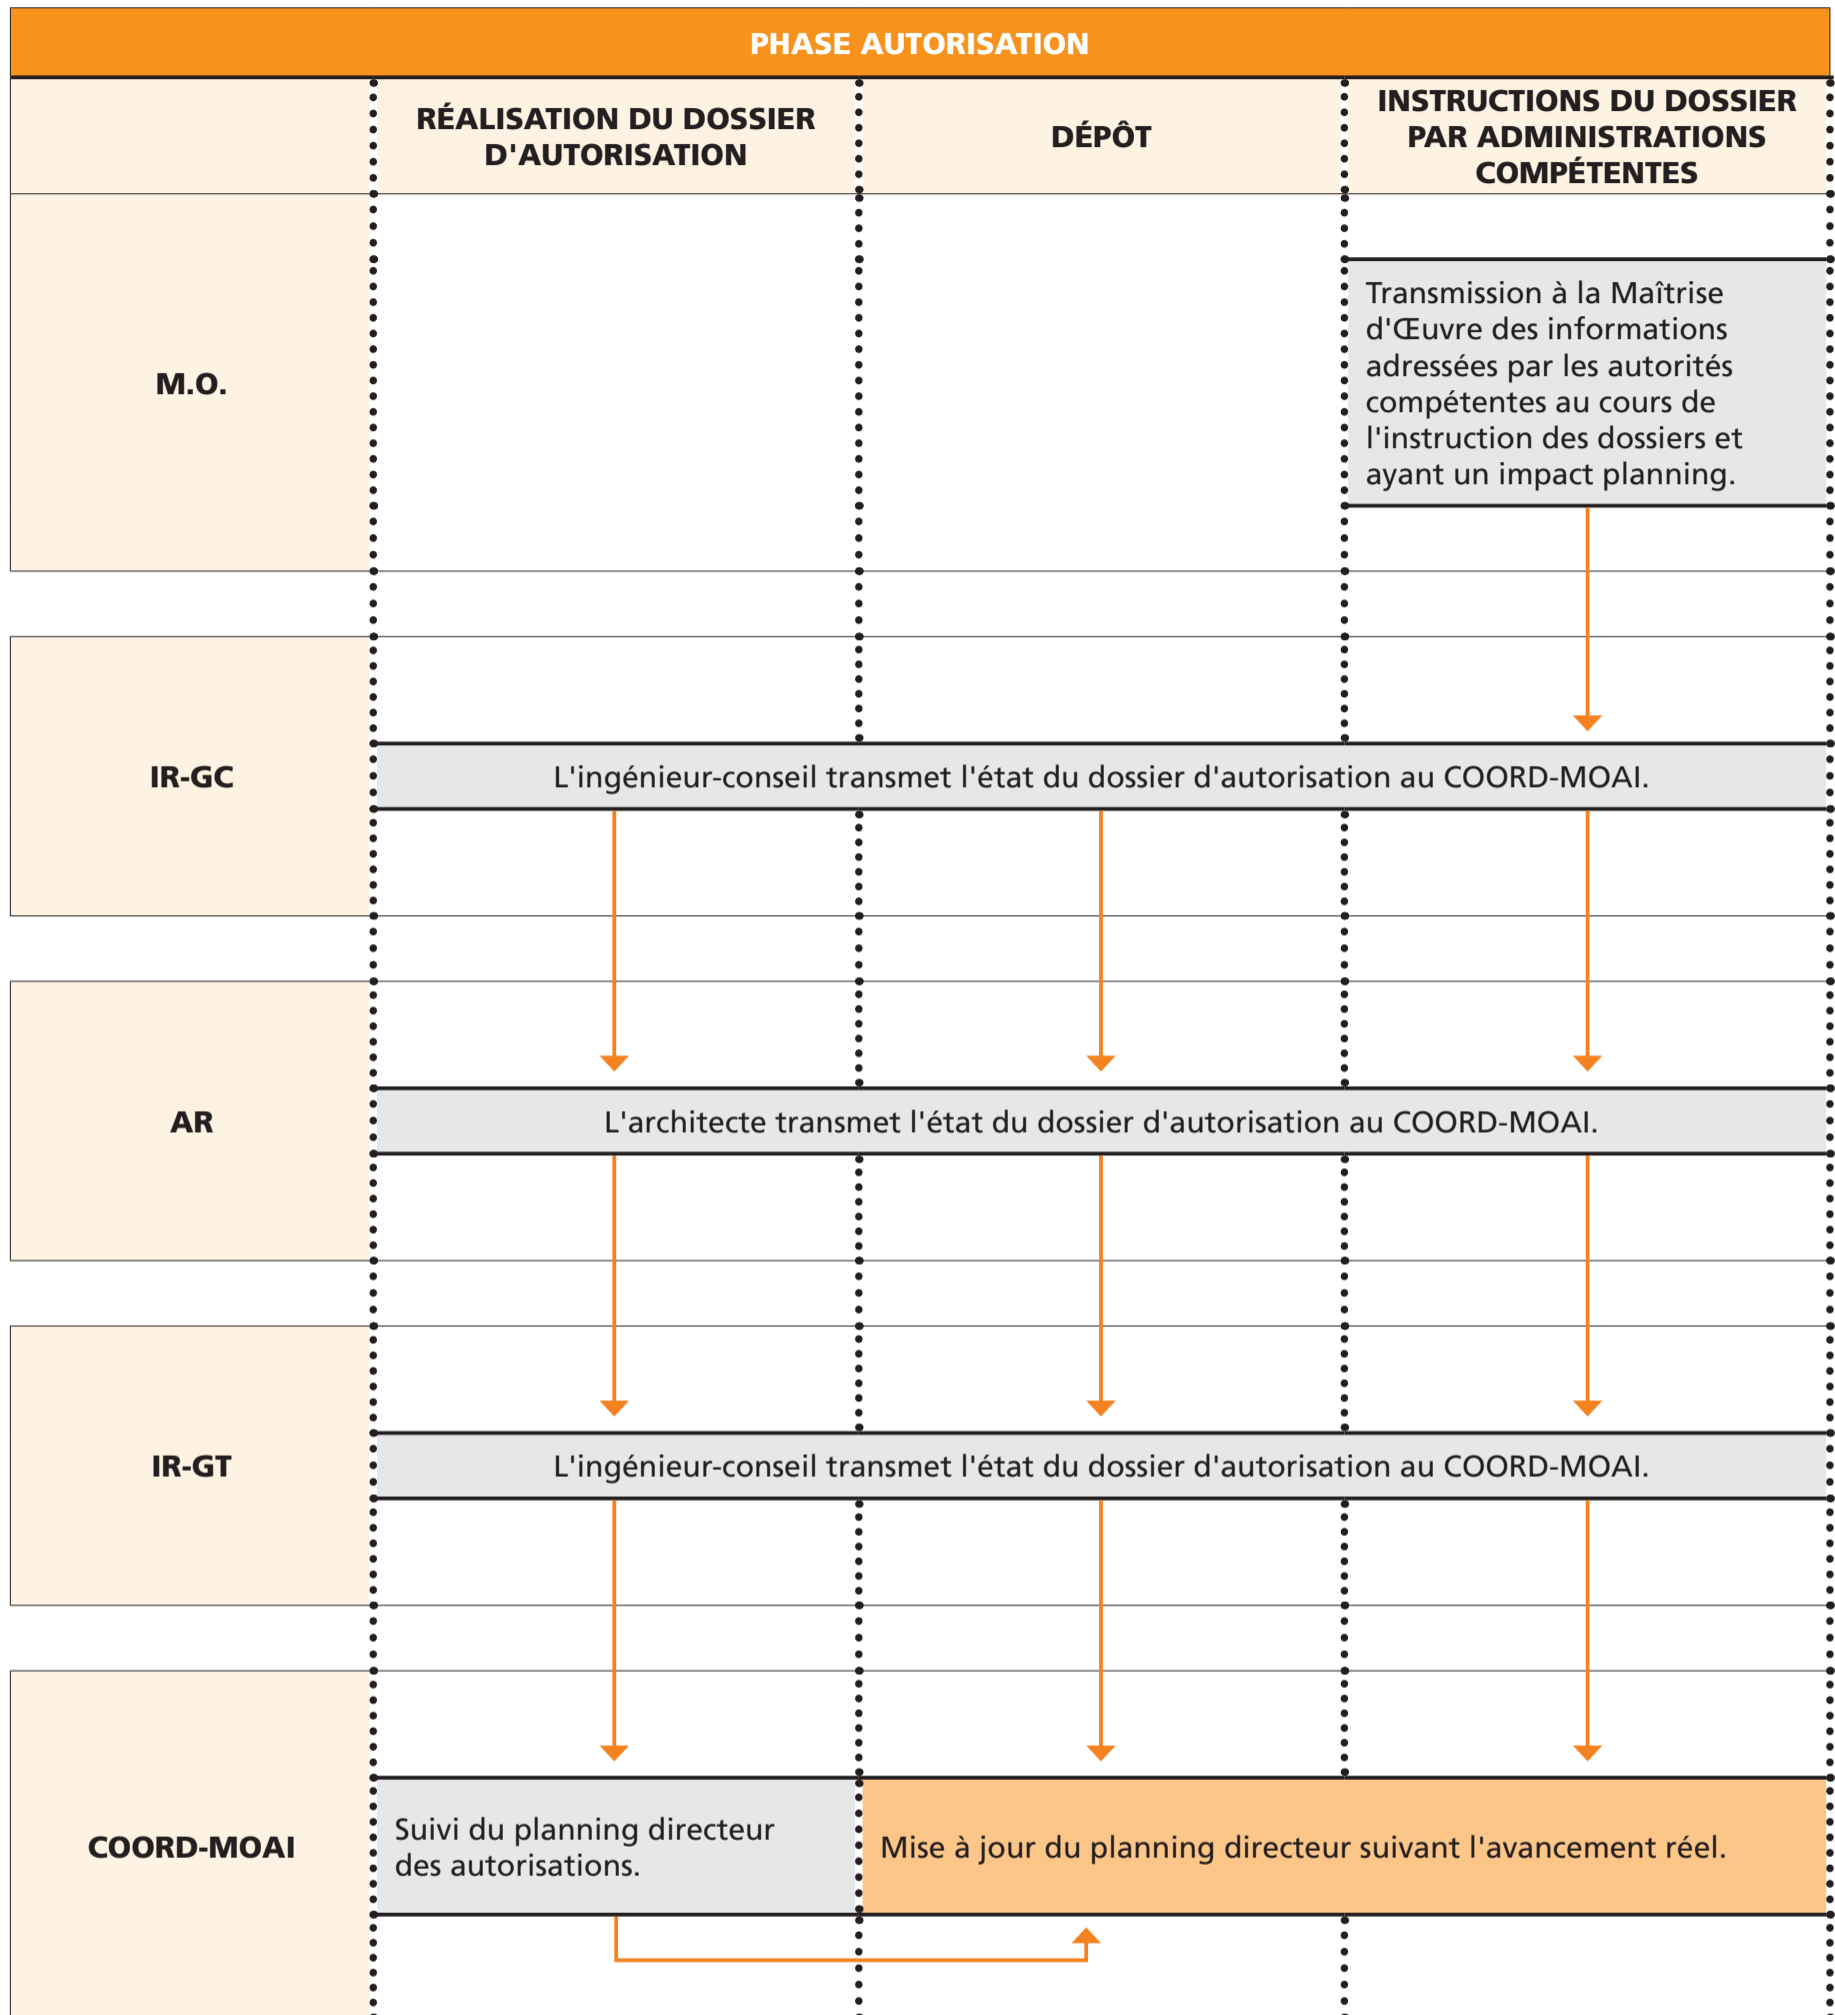 PHASE AUTORISATION
RÉALISATION DU DOSSIER
D'AUTORISATION
DÉPÔT
INSTRUCTIONS DU DOSSIER
PAR ADMINISTRATIONS
COMPÉTENTES
M.O.
Transmission à la Maîtrise
d'Œuvre des informations
adressées par les autorités
compétentes au cours de
l'instruction des dossiers et
ayant un impact planning.
IR-GC
L'ingénieur-conseil transmet l'état du dossier d'autorisation au COORD-MOAI.
AR
L'architecte transmet l'état du dossier d'autorisation au COORD-MOAI.
IR-GT
L'ingénieur-conseil transmet l'état du dossier d'autorisation au COORD-MOAI.
COORD-MOAI
Suivi du planning directeur
des autorisations.
Mise à jour du planning directeur suivant l'avancement réel.